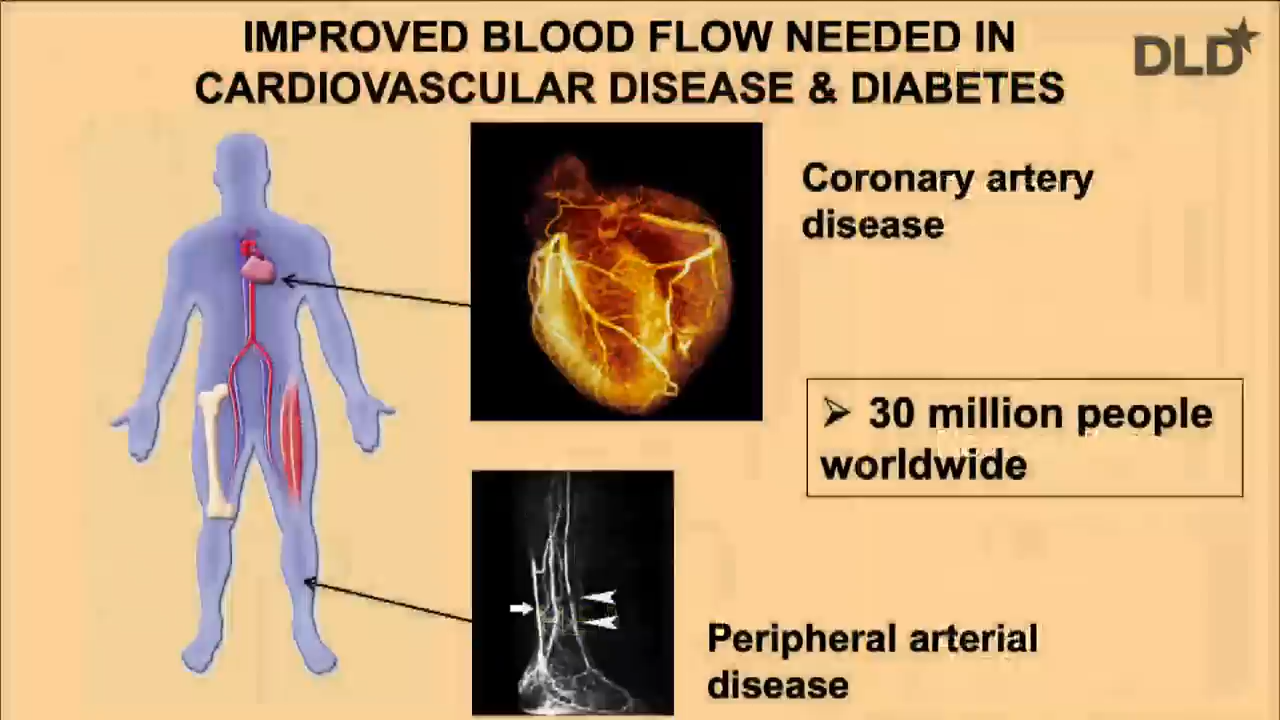 IMPROVED BLOOD FLOW NEEDED IN
CARDIOVASCULAR DISEASE & DIABETES
DLD
Coronary artery
disease
➢ 30 million people
worldwide
Peripheral arterial
disease